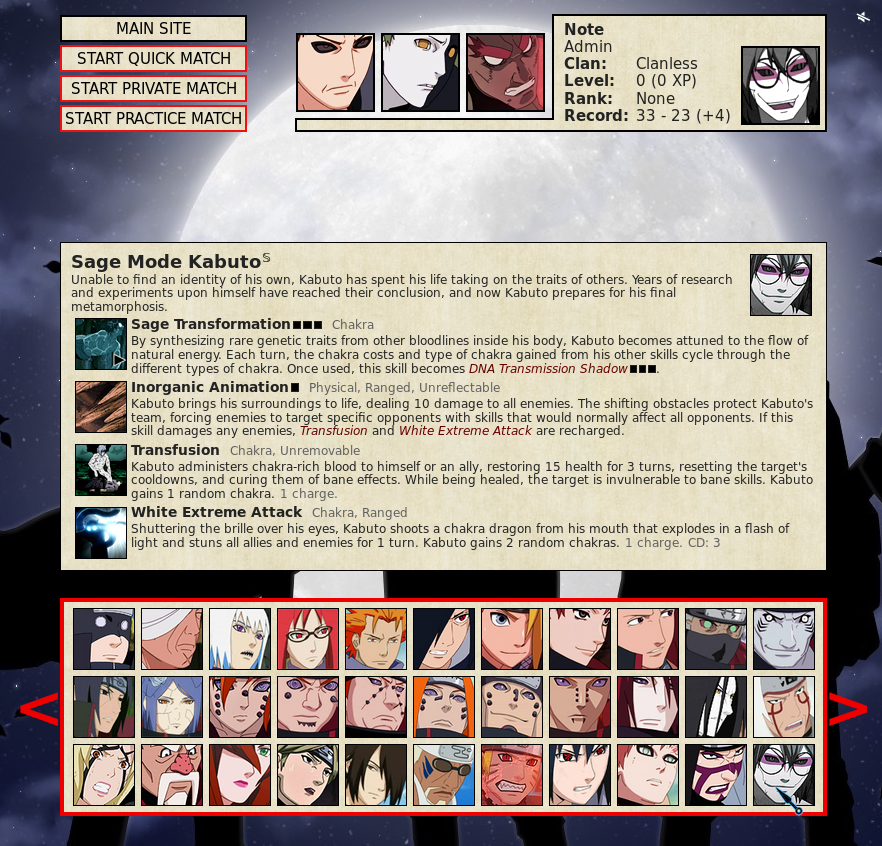 MAIN SITE
START QUICK MATCH
START PRIVATE MATCH
START PRACTICE MATCH
Note
Admin
Clan: Clanless
Level: 0 (0 XP)
Rank: None
Record: 33 - 23 (+4)
Sage Mode Kabuto
Unable to find an identity of his own, Kabuto has spent his life taking on the traits of others. Years of research
and experiments upon himself have reached their conclusion, and now Kabuto prepares for his final
metamorphosis.
Sage Transformation■■■ Chakra
By synthesizing rare genetic traits from other bloodlines inside his body, Kabuto becomes attuned to the flow of
natural energy. Each turn, the chakra costs and type of chakra gained from his other skills cycle through the
different types of chakra. Once used, this skill becomes DNA Transmission Shadow■■■.
Inorganic Animation■ Physical, Ranged, Unreflectable
Kabuto brings his surroundings to life, dealing 10 damage to all enemies. The shifting obstacles protect Kabuto's
team, forcing enemies to target specific opponents with skills that would normally affect all opponents. If this
skill damages any enemies, Transfusion and White Extreme Attack are recharged.
Transfusion Chakra, Unremovable
Kabuto administers chakra-rich blood to himself or an ally, restoring 15 health for 3 turns, resetting the target's
cooldowns, and curing them of bane effects. While being healed, the target is invulnerable to bane skills. Kabuto
gains 1 random chakra. 1 charge.
White Extreme Attack Chakra, Ranged
Shuttering the brille over his eyes, Kabuto shoots a chakra dragon from his mouth that explodes in a flash of
light and stuns all allies and enemies for 1 turn. Kabuto gains 2 random chakras. 1 charge. CD: 3
< >